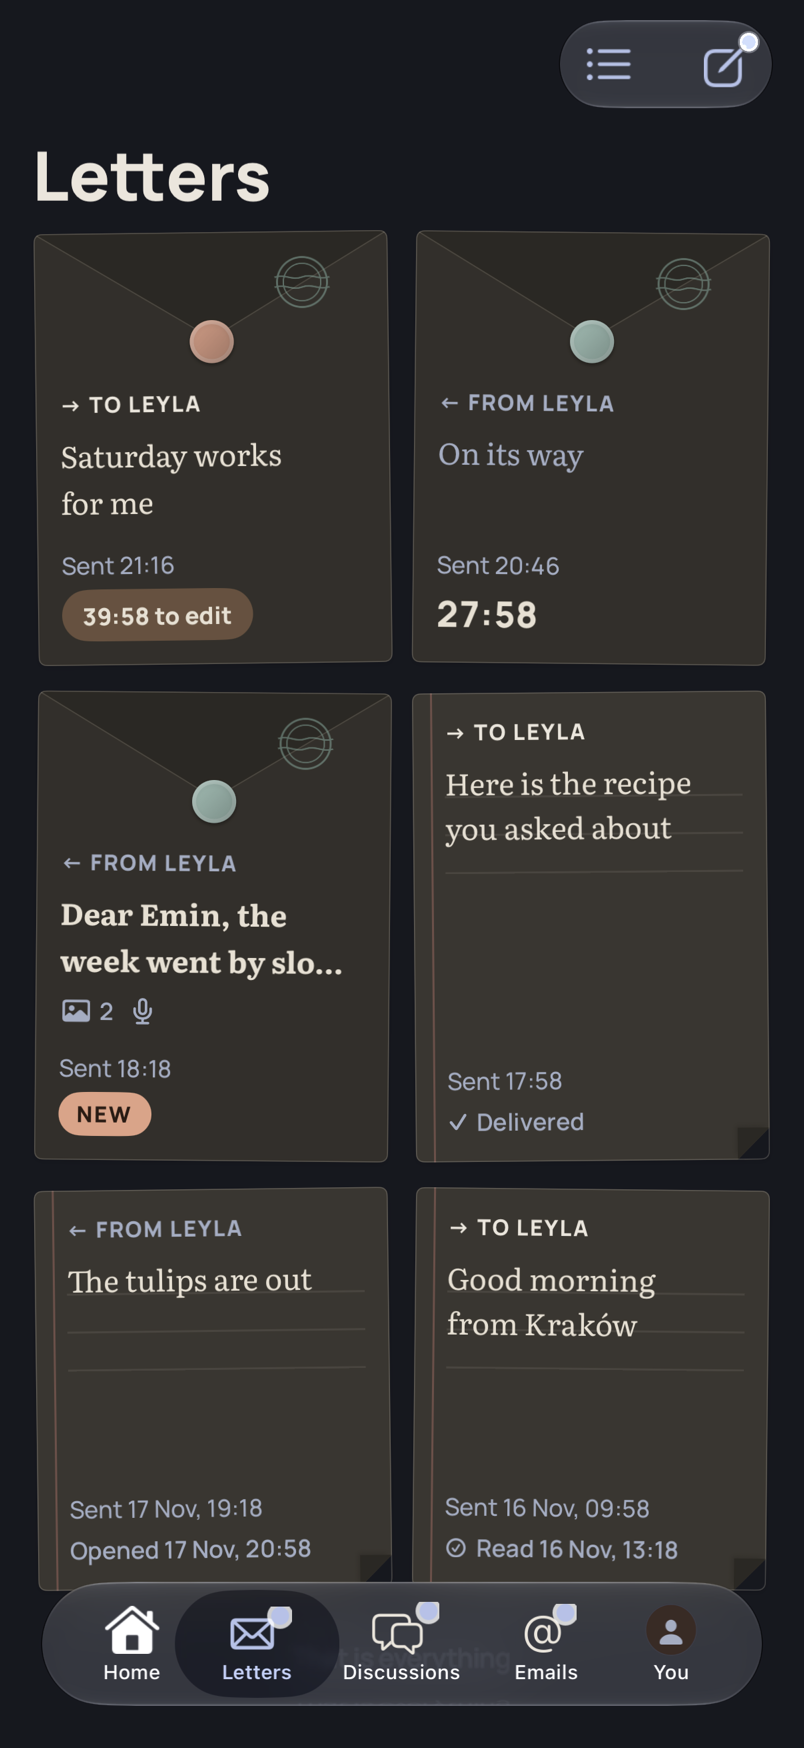 Letters
→ TO LEYLA
Saturday works
for me
Sent 21:16
39:58 to edit
← FROM LEYLA
On its way
Sent 20:46
27:58
← FROM LEYLA
Dear Emin, the
week went by slo...
2
Sent 18:18
NEW
→ TO LEYLA
Here is the recipe
you asked about
Sent 17:58
✓ Delivered
← FROM LEYLA
The tulips are out
Sent 17 Nov, 19:18
Opened 17 Nov, 20:58
→ TO LEYLA
Good morning
from Kraków
Sent 16 Nov, 09:58
Read 16 Nov, 13:18
is everything
Home
Letters
Discussions
Emails
You